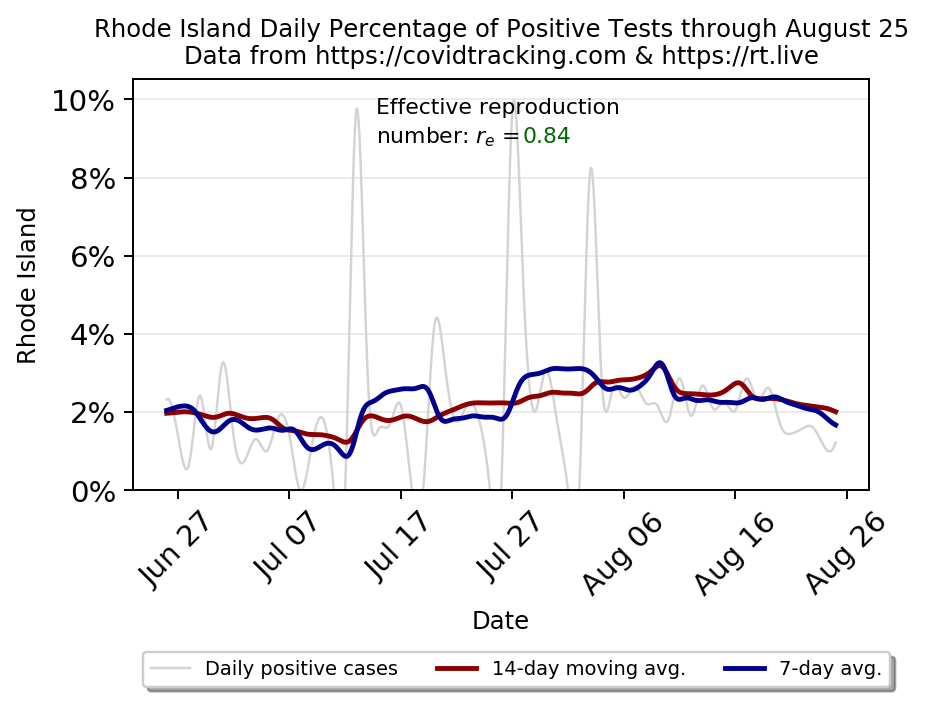 Rhode Island Daily Percentage of Positive Tests through August 25
Data from https://covidtracking.com & https://rt.live
Effective reproduction
number: rₑ =0.84
10%
8%
6%
4%
2%
0%
Rhode Island
Jun 27
Jul 07
Jul 17
Jul 27
Aug 06
Aug 16
Aug 26
Date
Daily positive cases
14-day moving avg.
7-day avg.